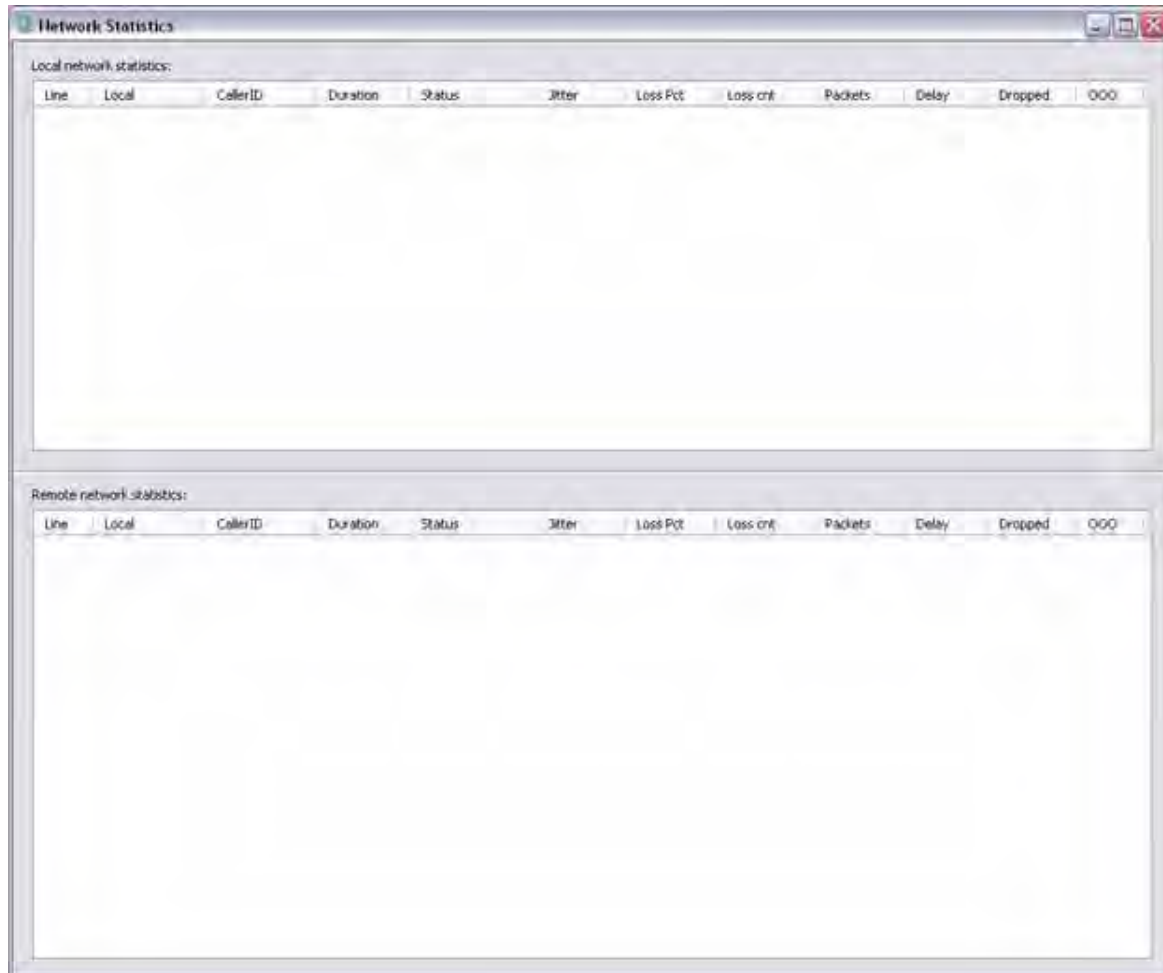 Network Statistics
Local network statistics:
Line Local CallerID Duration Status Jitter Loss Pct Loss cnt Packets Delay Dropped OOO
Remote network statistics:
Line Local CallerID Duration Status Jitter Loss Pct Loss cnt Packets Delay Dropped OOO